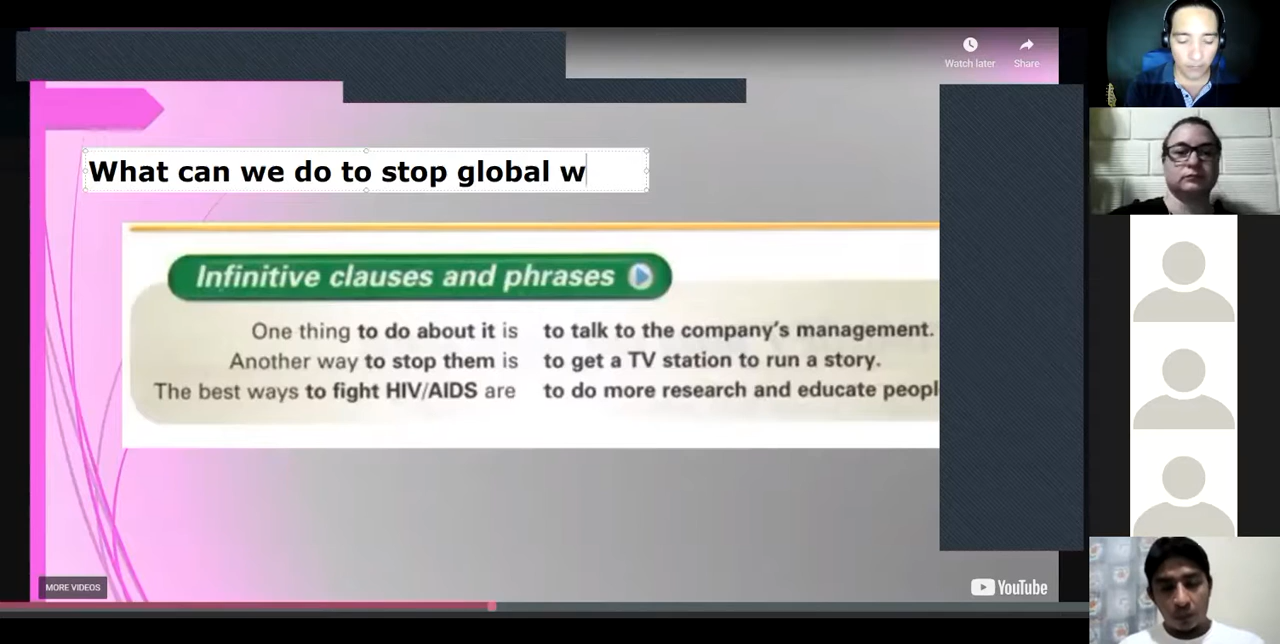 Watch later
Share
What can we do to stop global w
Infinitive clauses and phrases
One thing to do about it is to talk to the company's management.
Another way to stop them is to get a TV station to run a story.
The best ways to fight HIV/AIDS are to do more research and educate peopl
MORE VIDEOS
YouTube